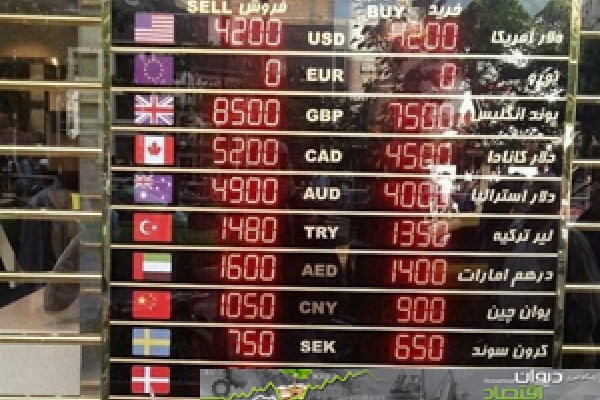 SELL فروش BUY خرید
4200 USD 4200 دلار آمریکا
0 EUR 0 یورو
8500 GBP 7500 پوند انگلیس
5200 CAD 4500 دلار کانادا
4900 AUD 4000 دلار استرالیا
1480 TRY 1350 لیر ترکیه
1600 AED 1400 درهم امارات
1050 CNY 900 یوان چین
750 SEK 650 کرون سوئد
اقتصاد